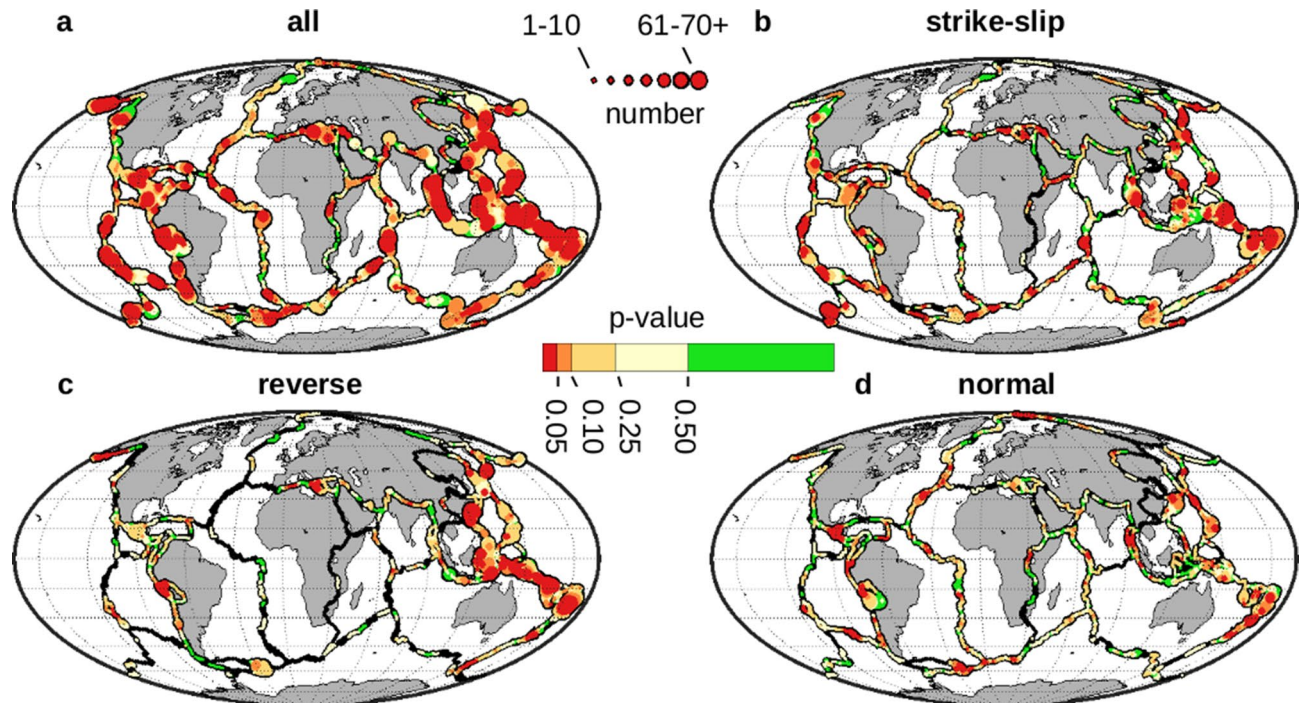 a all 1-10 61-70+ b strike-slip
number
p-value
0.05 0.10 0.25 0.50
c reverse d normal